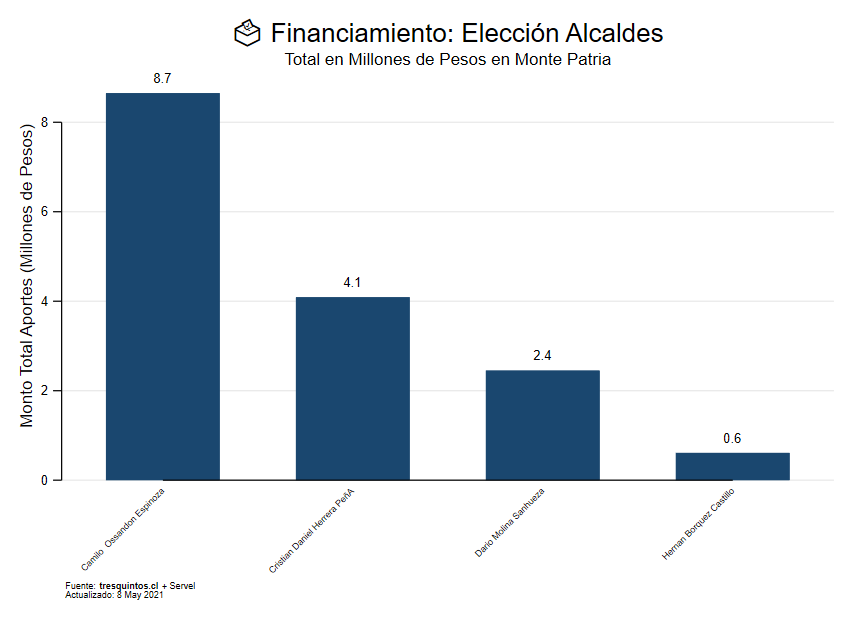 Financiamiento: Elección Alcaldes
Total en Millones de Pesos en Monte Patria
Monto Total Aportes (Millones de Pesos)
8
6
4
2
0
8.7
4.1
2.4
0.6
Camilo  Ossandon Espinoza
Cristian Daniel Herrera PeñA
Dario Molina Sanhueza
Hernan Borquez Castillo
Fuente: tresquintos.cl + Servel
Actualizado: 8 May 2021